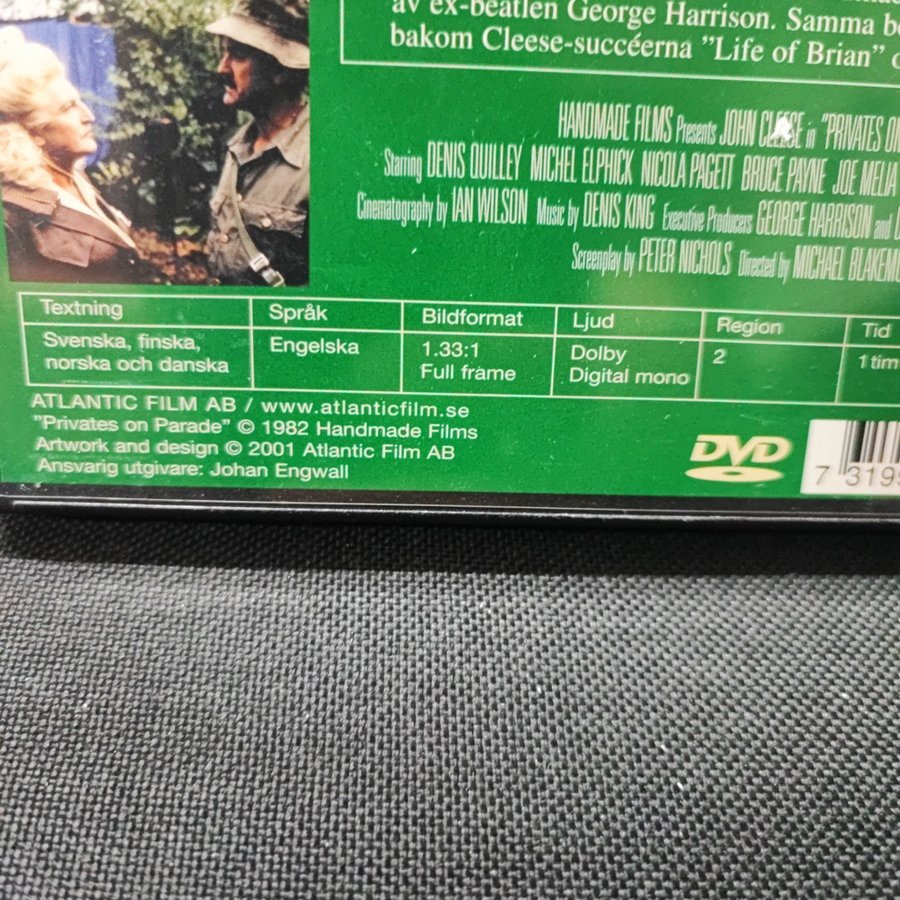 av ex-beatlen George Harrison. Samma
bakom Cleese-succéerna "Life of Brian"
HANDMADE FILMS Presents JOHN CLEESE in "PRIVATES
Starring DENIS QUILLEY MICHEL ELPHICK NICOLA PAGETT BRUCE PAYNE JOE MELIA
Cinematography by IAN WILSON Music by DENIS KING Executive Producers GEORGE HARRISON and
Screenplay by PETER NICHOLS Directed by MICHAEL
Textning Språk Bildformat Ljud Region Tid
Svenska, finska, Engelska 1.33:1 Dolby 2 1 tim
norska och danska Full frame Digital mono
ATLANTIC FILM AB / www.atlanticfilm.se
"Privates on Parade" © 1982 Handmade Films
Artwork and design © 2001 Atlantic Film AB
Ansvarig utgivare: Johan Engwall
DVD
7 3199